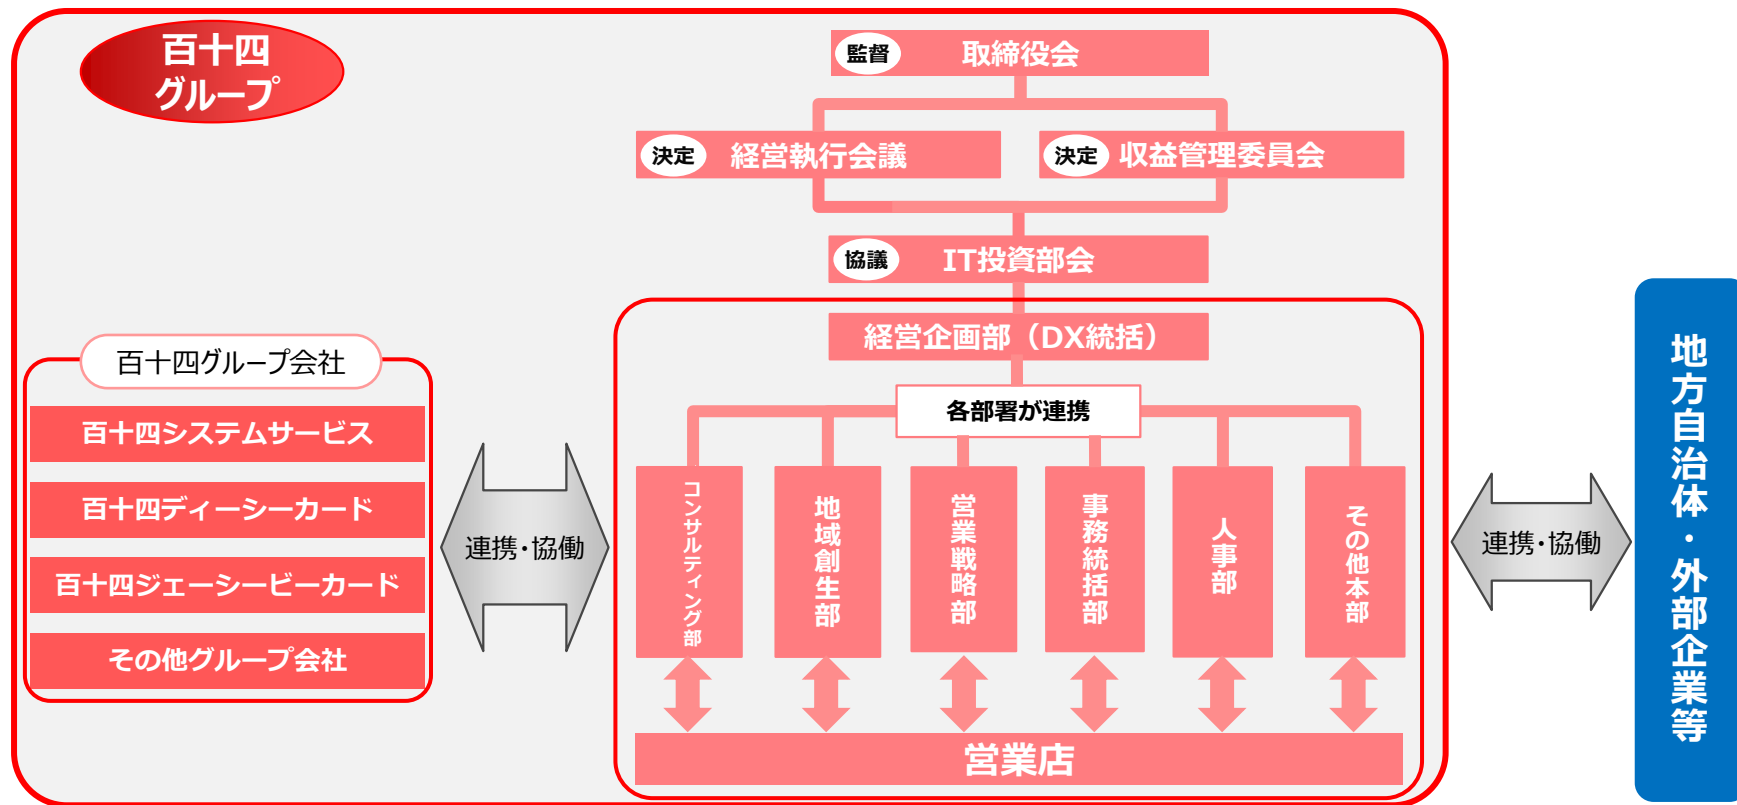 百十四
グループ
監督 取締役会
決定 経営執行会議
決定 収益管理委員会
協議 IT投資部会
経営企画部（DX統括）
各部署が連携
百十四グループ会社
百十四システムサービス
百十四ディーシーカード
百十四ジェーシービーカード
その他グループ会社
連携・協働
コンサルティング部
地域創生部
営業戦略部
事務統括部
人事部
その他本部
営業店
連携・協働
地方自治体・外部企業等